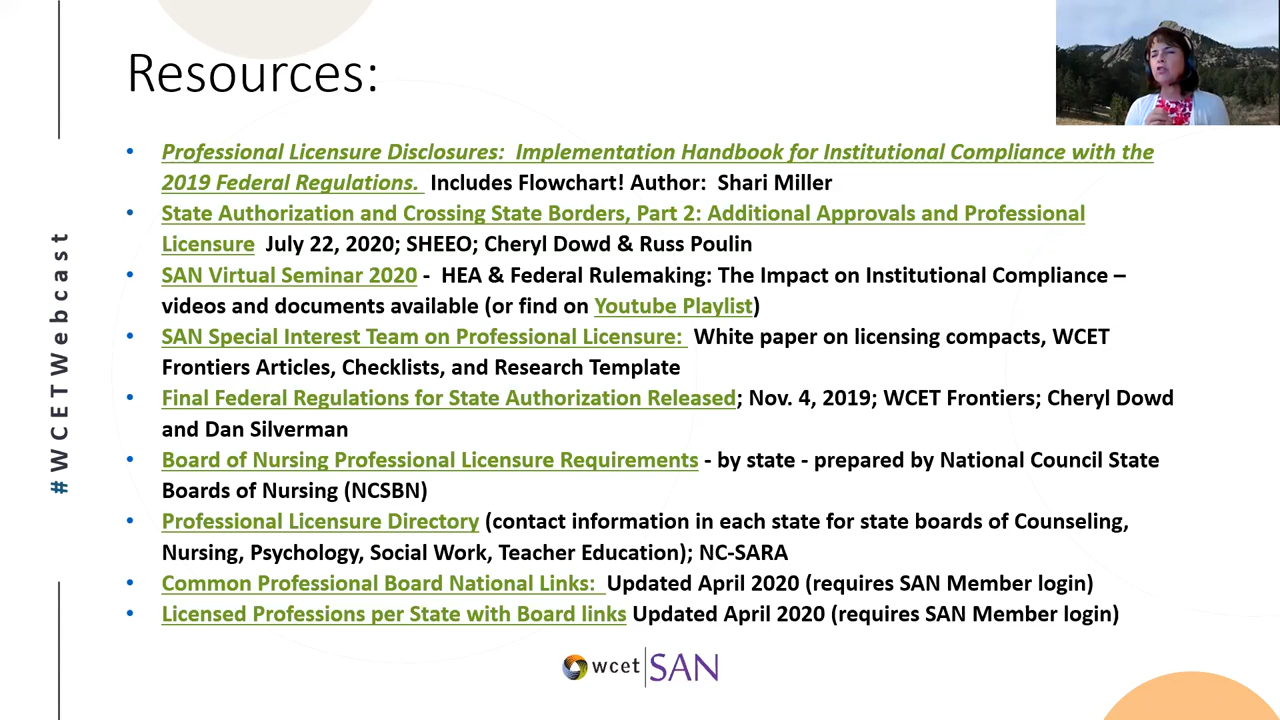 Resources:
Professional Licensure Disclosures: Implementation Handbook for Institutional Compliance with the
2019 Federal Regulations. Includes Flowchart! Author: Shari Miller
State Authorization and Crossing State Borders, Part 2: Additional Approvals and Professional
Licensure July 22, 2020; SHEEO; Cheryl Dowd & Russ Poulin
SAN Virtual Seminar 2020 - HEA & Federal Rulemaking: The Impact on Institutional Compliance –
videos and documents available (or find on Youtube Playlist)
SAN Special Interest Team on Professional Licensure: White paper on licensing compacts, WCET
Frontiers Articles, Checklists, and Research Template
Final Federal Regulations for State Authorization Released; Nov. 4, 2019; WCET Frontiers; Cheryl Dowd
and Dan Silverman
Board of Nursing Professional Licensure Requirements - by state - prepared by National Council State
Boards of Nursing (NCSBN)
Professional Licensure Directory (contact information in each state for state boards of Counseling,
Nursing, Psychology, Social Work, Teacher Education); NC-SARA
Common Professional Board National Links: Updated April 2020 (requires SAN Member login)
Licensed Professions per State with Board links Updated April 2020 (requires SAN Member login)
#WCETWebcast
wcet SAN